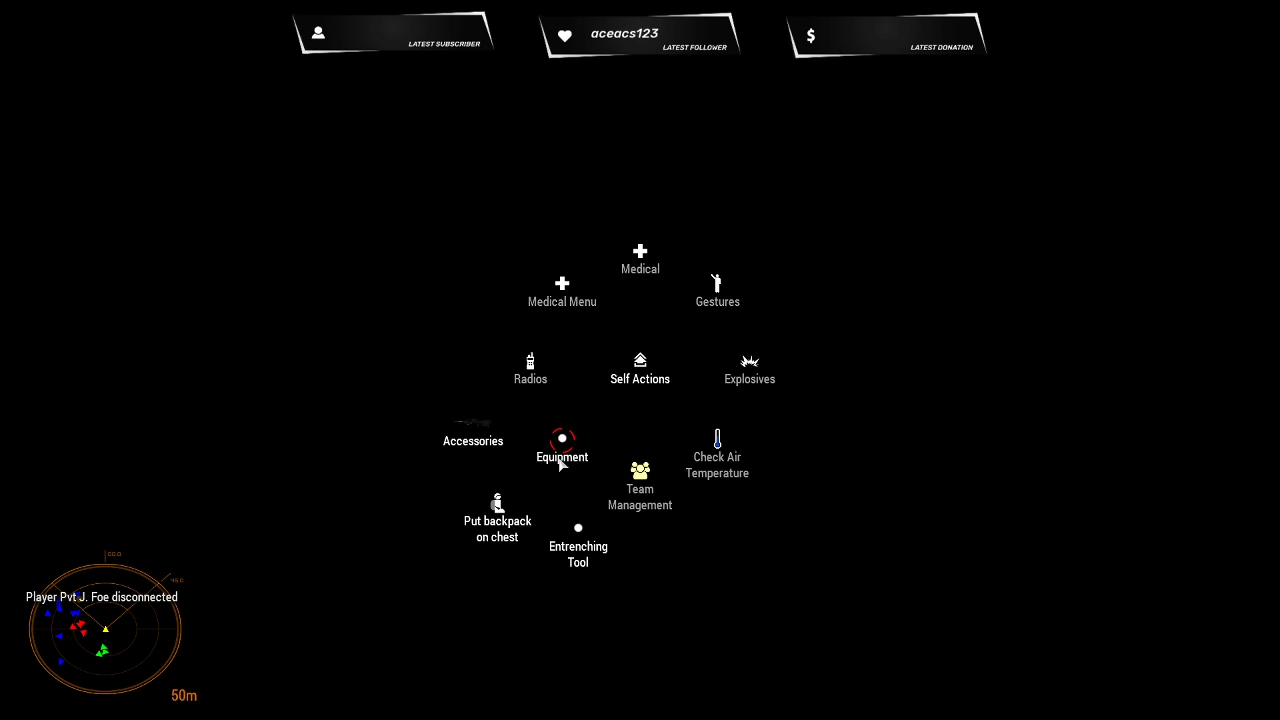 LATEST SUBSCRIBER
aceacs123
LATEST FOLLOWER
LATEST DONATION
Medical
Medical Menu
Gestures
Radios
Self Actions
Explosives
Accessories
Equipment
Check Air
Temperature
Team
Management
Put backpack
on chest
Entrenching
Tool
Player Pvt J. Foe disconnected
50m